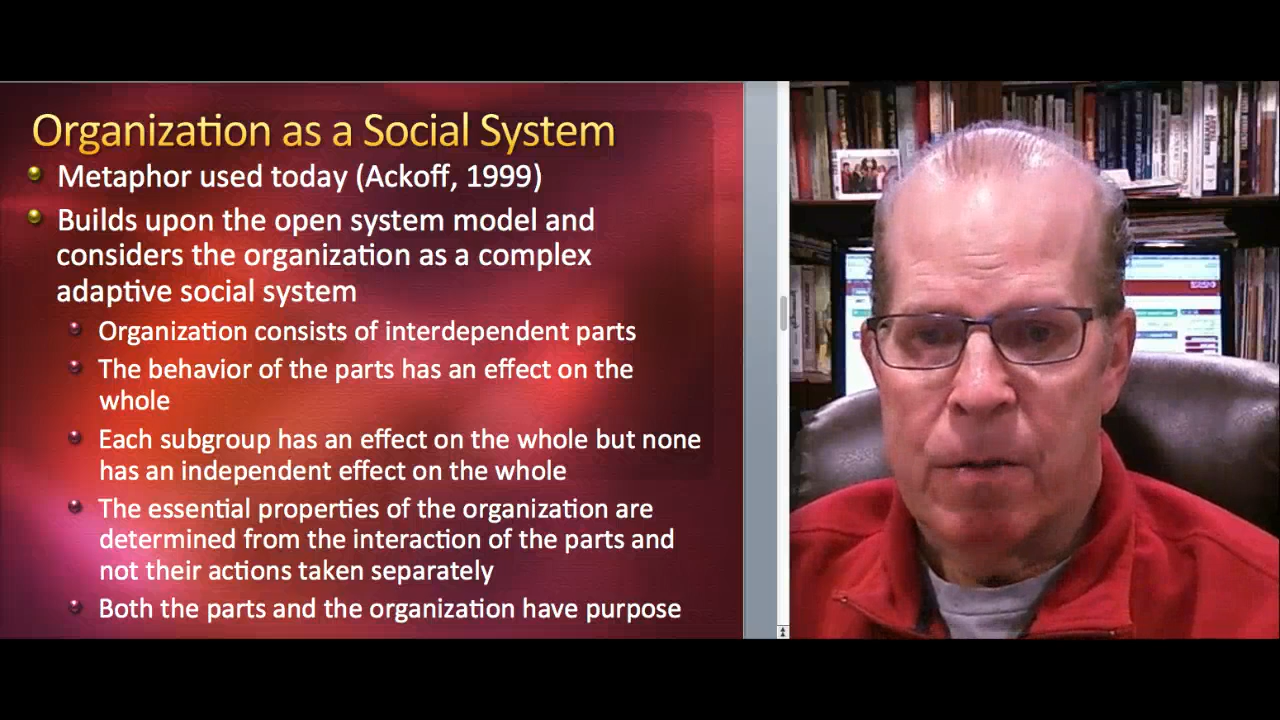 Organization as a Social System
Metaphor used today (Ackoff, 1999)
Builds upon the open system model and
considers the organization as a complex
adaptive social system
Organization consists of interdependent parts
The behavior of the parts has an effect on the
whole
Each subgroup has an effect on the whole but none
has an independent effect on the whole
The essential properties of the organization are
determined from the interaction of the parts and
not their actions taken separately
Both the parts and the organization have purpose